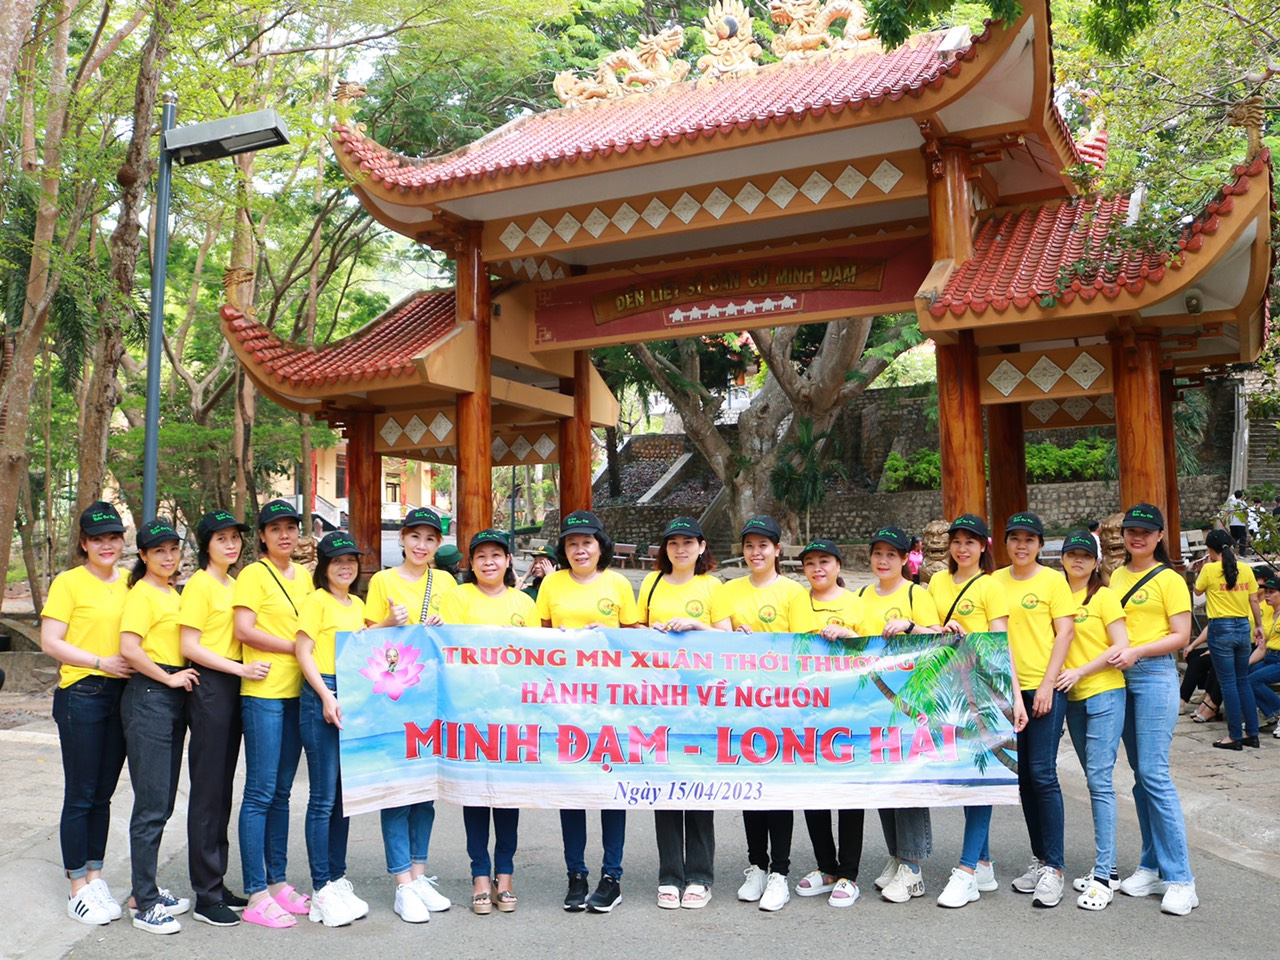 ĐỀN LIỆT SỸ CĂN CỨ MINH ĐẠM
TRƯỜNG MN XUÂN THỚI THƯỢNG
HÀNH TRÌNH VỀ NGUỒN
MINH ĐẠM - LONG HẢI
Ngày 15/04/2023